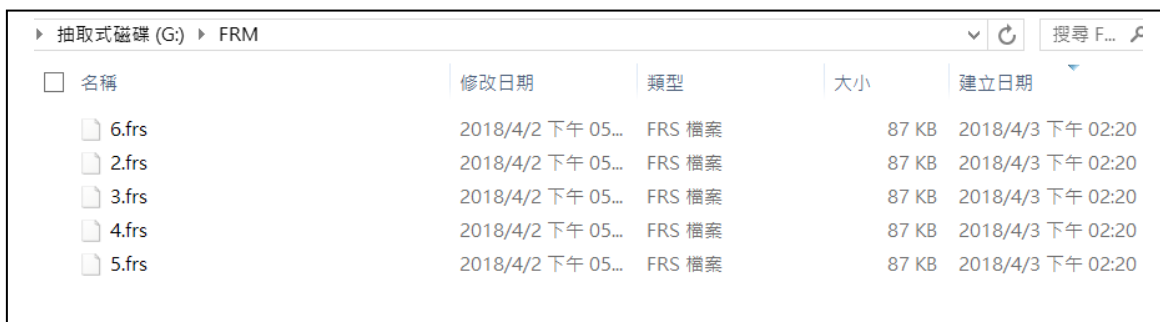 抽取式磁碟 (G:) FRM 搜尋 F...
名稱 修改日期 類型 大小 建立日期
6.frs 2018/4/2 下午 05... FRS 檔案 87 KB 2018/4/3 下午 02:20
2.frs 2018/4/2 下午 05... FRS 檔案 87 KB 2018/4/3 下午 02:20
3.frs 2018/4/2 下午 05... FRS 檔案 87 KB 2018/4/3 下午 02:20
4.frs 2018/4/2 下午 05... FRS 檔案 87 KB 2018/4/3 下午 02:20
5.frs 2018/4/2 下午 05... FRS 檔案 87 KB 2018/4/3 下午 02:20